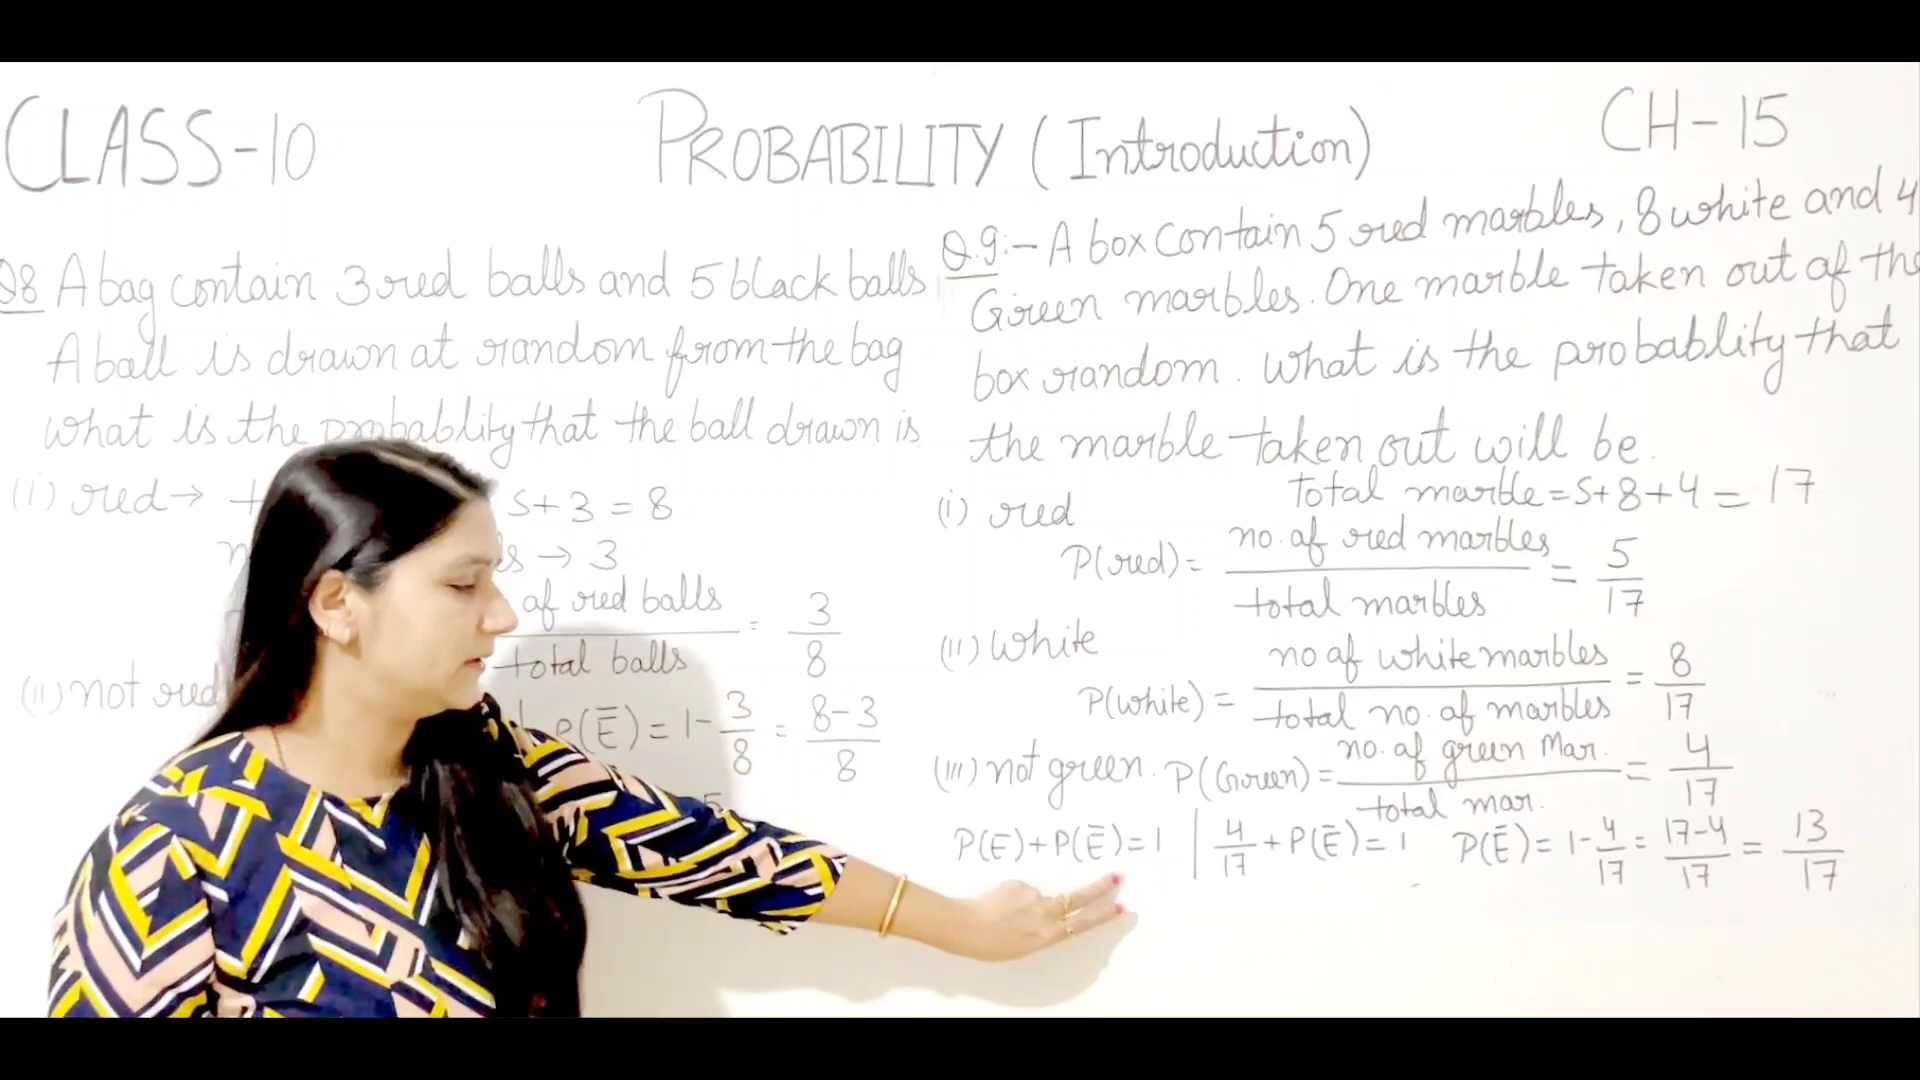 CLASS-10
PROBABILITY (Introduction)
CH-15
Q8 A bag contain 3 red balls and 5 black balls
A ball is drawn at random from the bag
what is the probablity that the ball drawn is
(i) red → 5+3 = 8
→ 3
of red balls / total balls = 3/8
(ii) not red
P(Ē) = 1 - 3/8 = 8-3/8
Q.9:- A box contain 5 red marbles, 8 white and 4
Green marbles. One marble taken out of the
box random. what is the probablity that
the marble taken out will be.
(i) red total marble = 5+8+4 = 17
P(red) = no. of red marbles / total marbles = 5/17
(ii) white
P(white) = no of white marbles / total no. of marbles = 8/17
(iii) not green. P(Green) = no. of green Mar. / total mar. = 4/17
P(E)+P(Ē)=1 | 4/17 + P(Ē) = 1 P(Ē) = 1-4/17 = 17-4/17 = 13/17